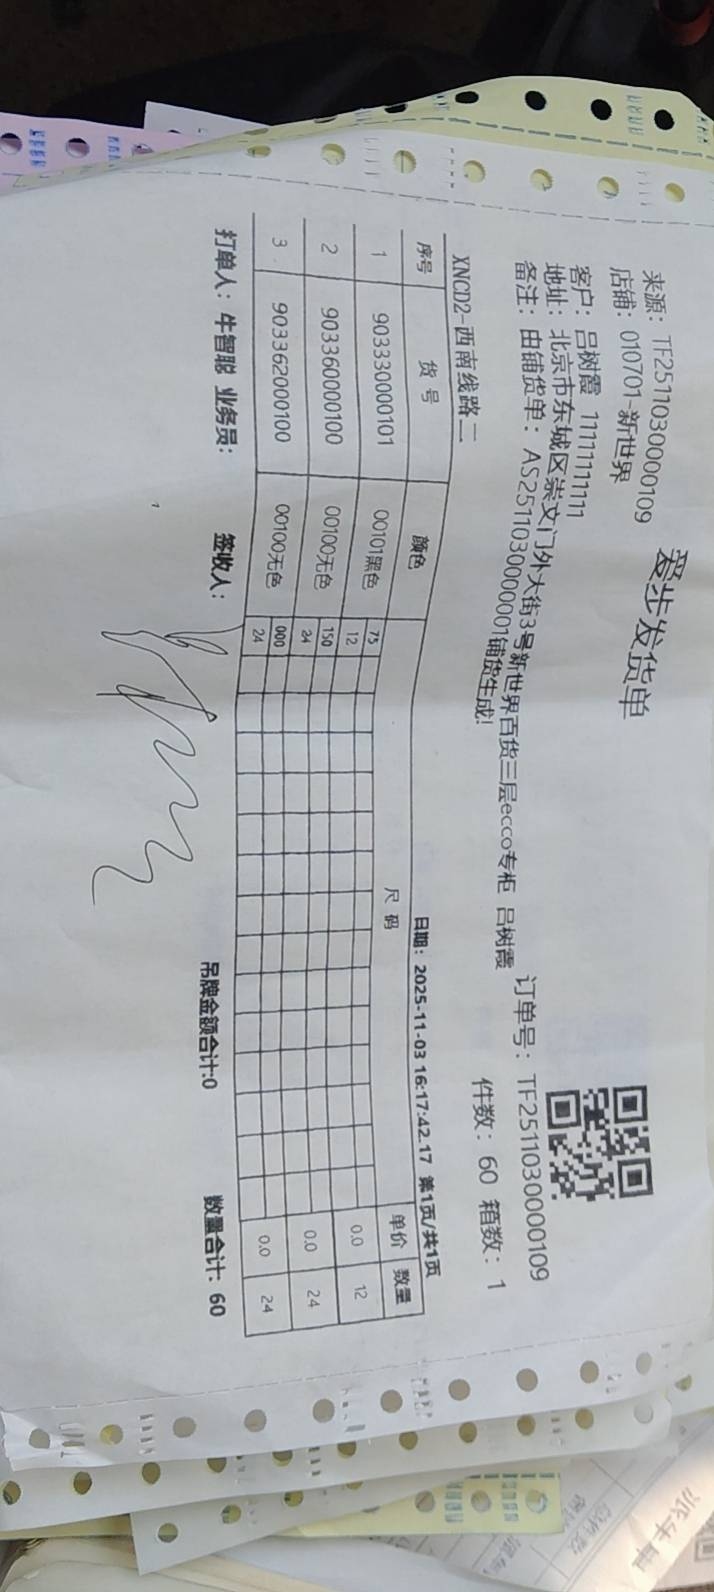 爱步发货单
来源：TF2511030000109
店铺：010701-新世界
订单号：TF2511030000109
客户：吕树霞 11111111111
件数：60 箱数：1
地址：北京市东城区崇文门外大街3号新世界百货三层ecco专柜 吕树霞
备注：由铺货单：AS2511030000001铺货生成!
XNCD2-西南线路二 日期：2025-11-03 16:17:42.17 第1页/共1页
序号 货号 颜色 尺码 单价 数量
1 903330000101 00101黑色 75 0.0 12
12
2 903360000100 00100无色 150 0.0 24
24
3 903362000100 00100无色 000 0.0 24
24
打单人：牛智聪 业务员： 签收人： 吊牌金额合计:0 数量合计：60